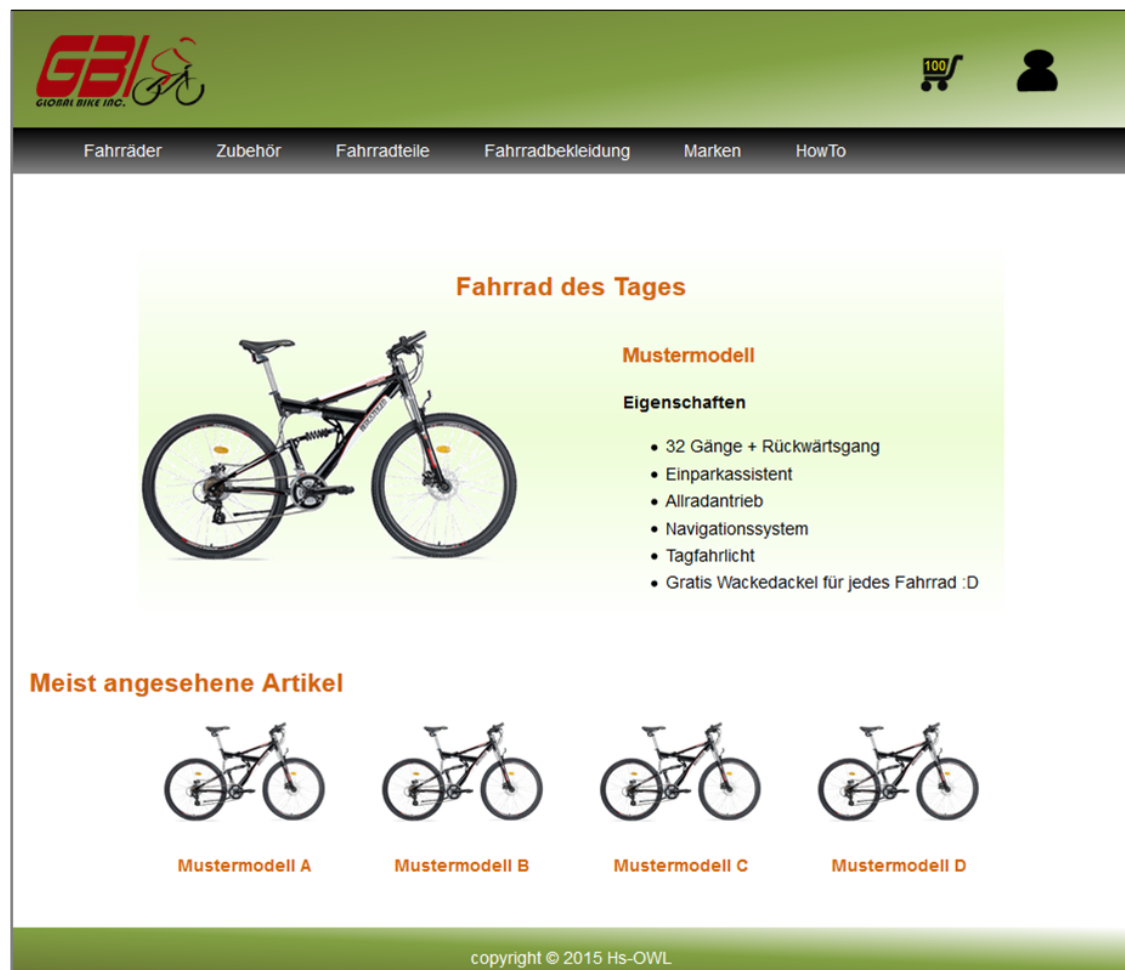 GBI
GLOBAL BIKE INC.
100
Fahrräder Zubehör Fahrradteile Fahrradbekleidung Marken HowTo
Fahrrad des Tages
Mustermodell
Eigenschaften
32 Gänge + Rückwärtsgang
Einparkassistent
Allradantrieb
Navigationssystem
Tagfahrlicht
Gratis Wackedackel für jedes Fahrrad :D
Meist angesehene Artikel
Mustermodell A Mustermodell B Mustermodell C Mustermodell D
copyright © 2015 Hs-OWL